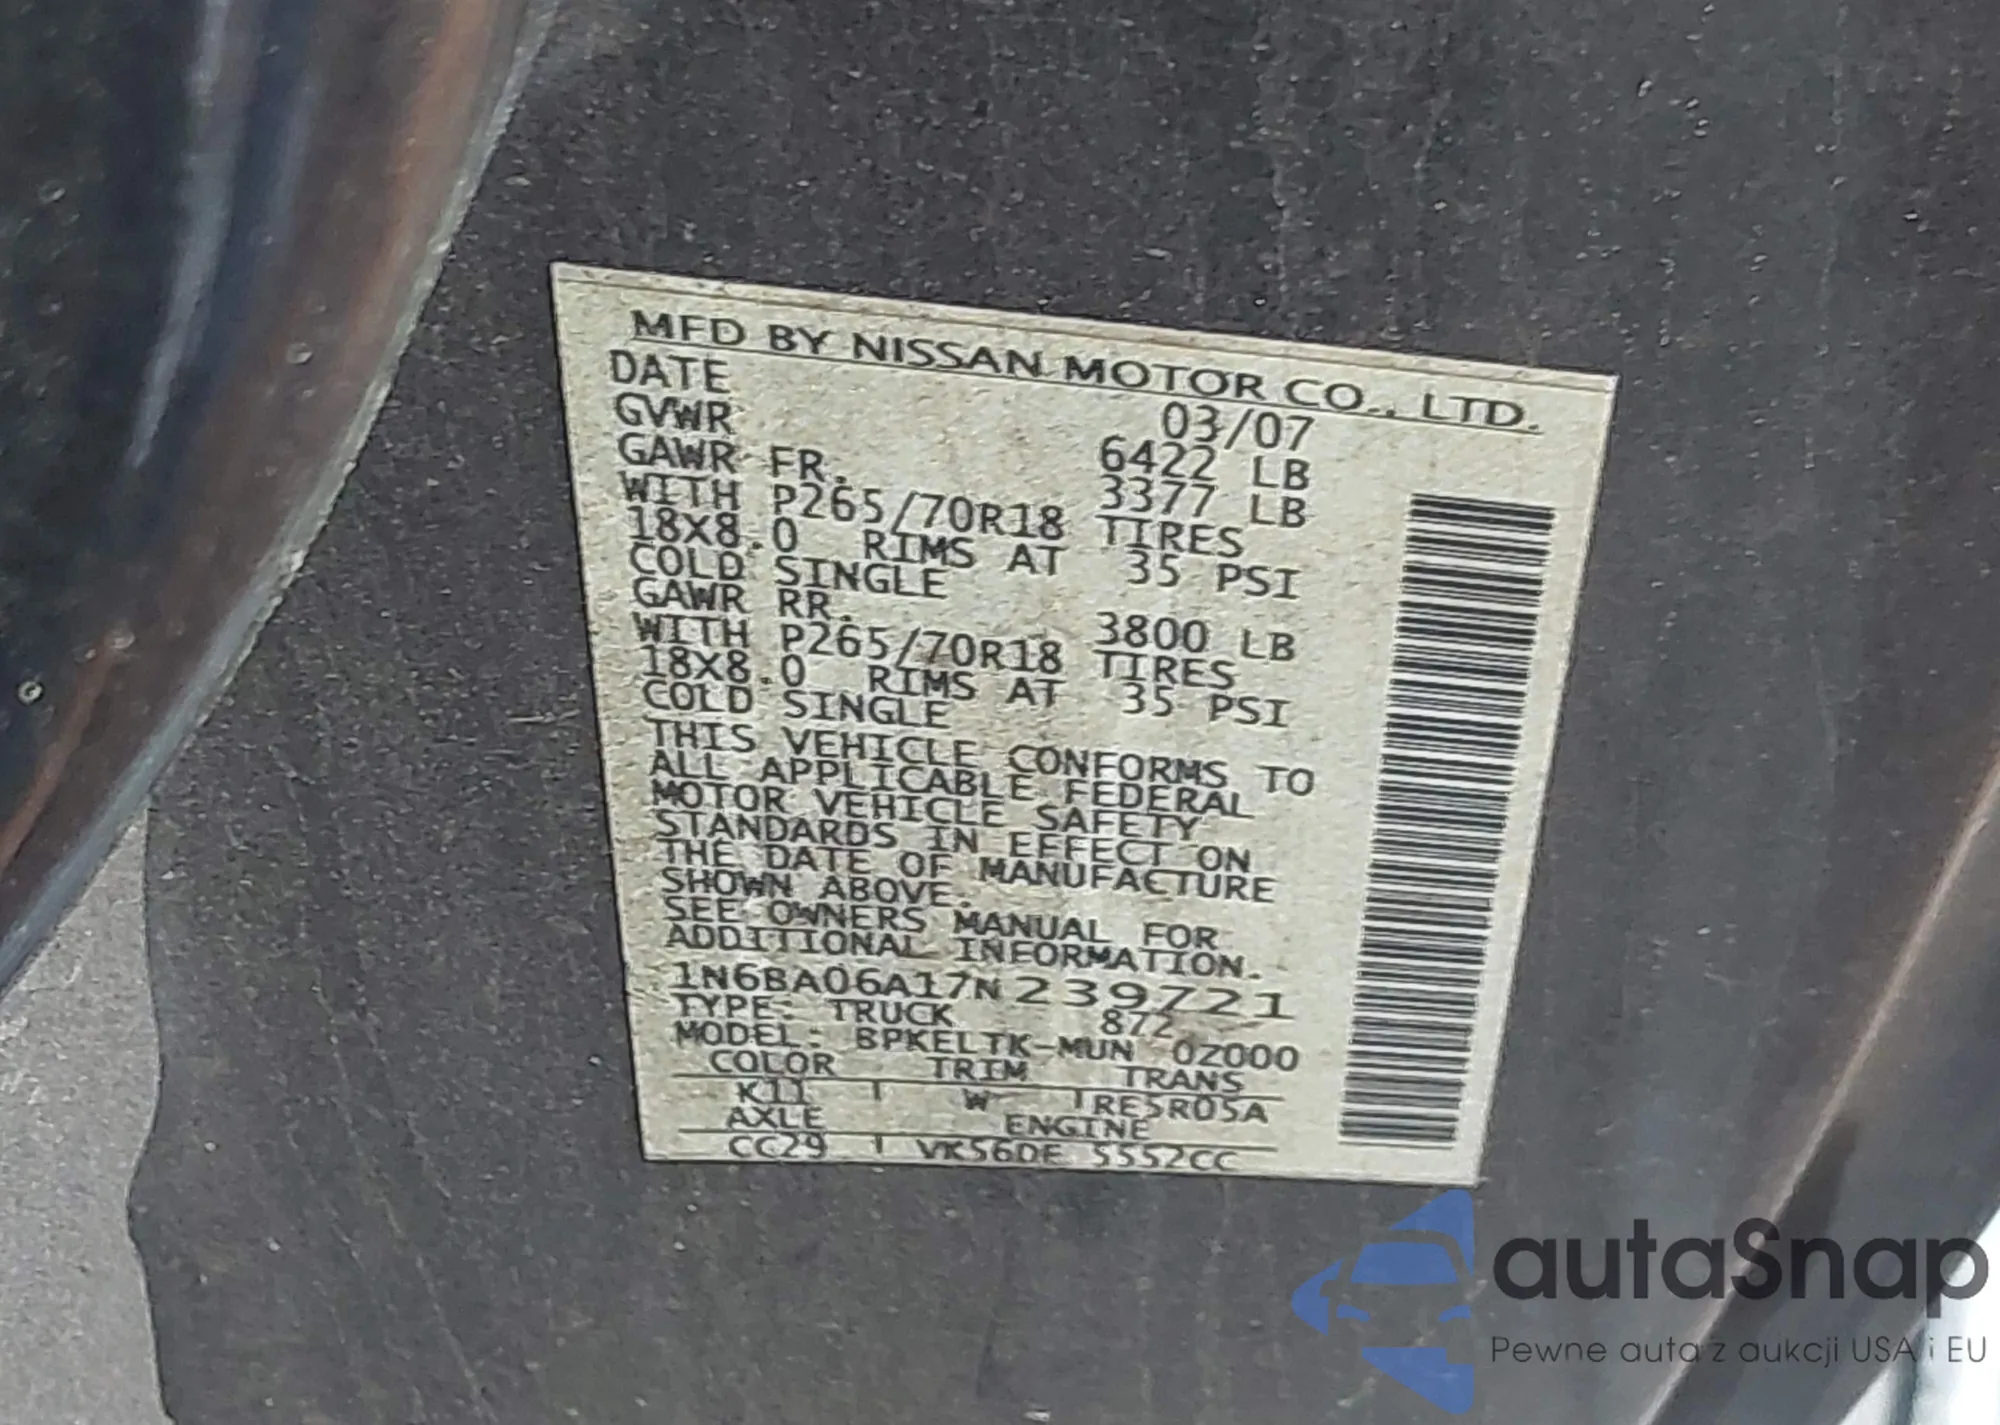 MFD BY NISSAN MOTOR CO., LTD.
DATE 03/07
GVWR 6422 LB
GAWR FR. 3377 LB
WITH P265/70R18 TIRES
18X8.0 RIMS AT 35 PSI
COLD SINGLE
GAWR RR. 3800 LB
WITH P265/70R18 TIRES
18X8.0 RIMS AT 35 PSI
COLD SINGLE
THIS VEHICLE CONFORMS TO
ALL APPLICABLE FEDERAL
MOTOR VEHICLE SAFETY
STANDARDS IN EFFECT ON
THE DATE OF MANUFACTURE
SHOWN ABOVE.
SEE OWNERS MANUAL FOR
ADDITIONAL INFORMATION.
1N6BA06A17N239721
TYPE: TRUCK 872
MODEL: BPKELTK-MUN 0Z000
COLOR TRIM TRANS
K11 W RE5R05A
AXLE ENGINE
CC29 VK56DE 5552CC
autaSnap
Pewne auta z aukcji USA i EU